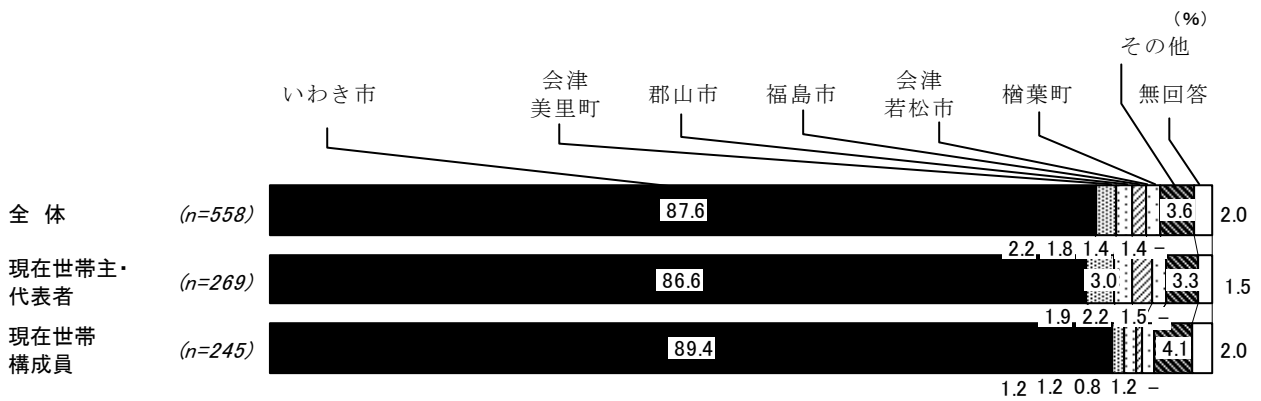 (%)
その他
いわき市
会津
美里町
郡山市
福島市
会津
若松市
楢葉町
無回答
全 体 (n=558) 87.6 3.6 2.0
2.2 1.8 1.4 1.4 −
現在世帯主・
代表者
(n=269) 86.6 3.0 3.3 1.5
1.9 2.2 1.5 −
現在世帯
構成員
(n=245) 89.4 4.1 2.0
1.2 1.2 0.8 1.2 −